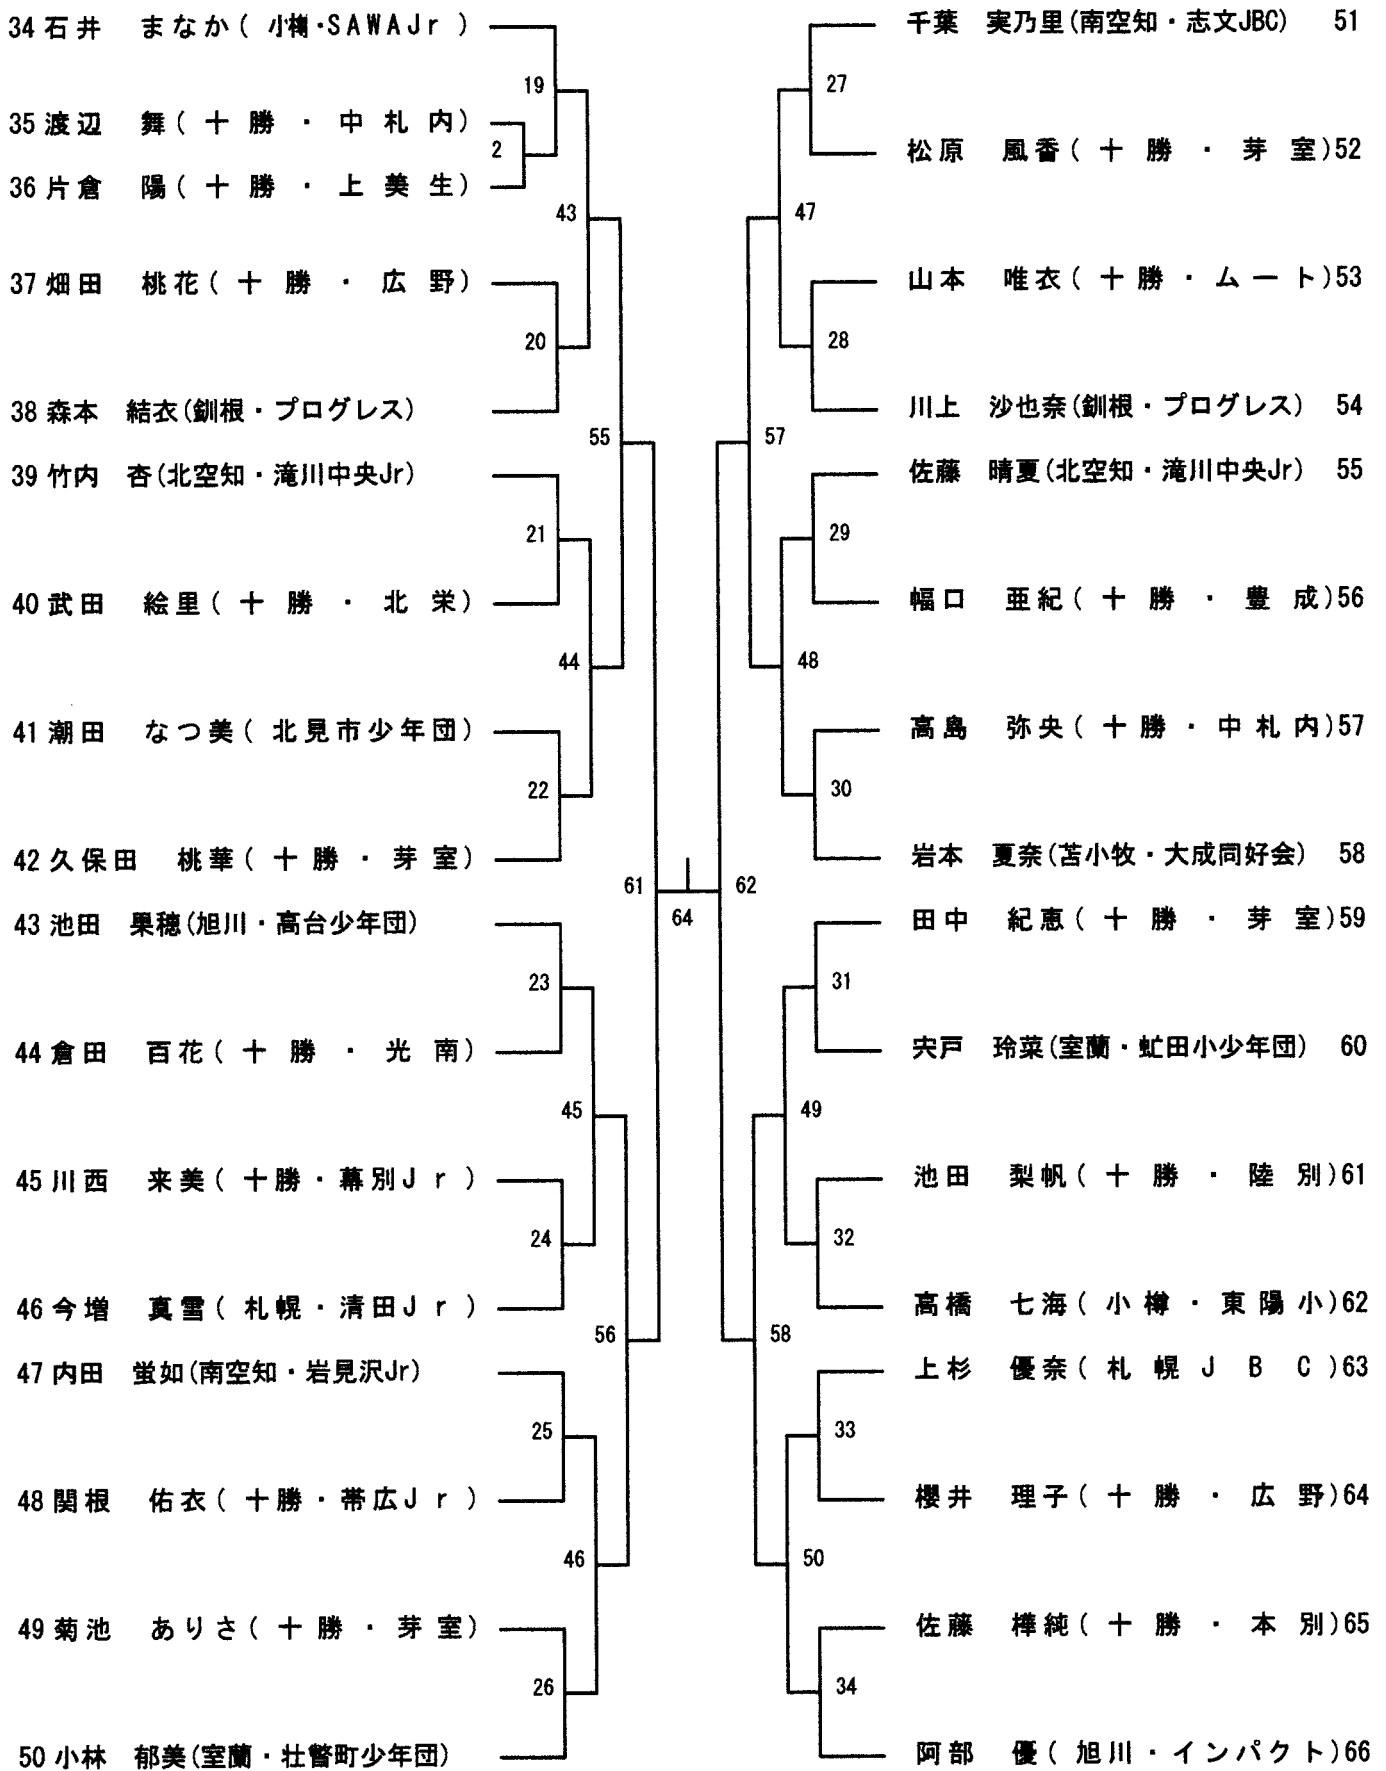 34 石井 まなか(小樽・SAWAJr)
19
35 渡辺 舞(十勝・中札内)
2
36 片倉 陽(十勝・上美生)
43
37 畑田 桃花(十勝・広野)
20
38 森本 結衣(釧根・プログレス)
55
39 竹内 杏(北空知・滝川中央Jr)
21
40 武田 絵里(十勝・北栄)
44
41 潮田 なつ美(北見市少年団)
22
42 久保田 桃華(十勝・芽室)
61
43 池田 果穂(旭川・高台少年団)
23
44 倉田 百花(十勝・光南)
45
45 川西 来美(十勝・幕別Jr)
24
46 今増 真雪(札幌・清田Jr)
56
47 内田 蛍如(南空知・岩見沢Jr)
25
48 関根 佑衣(十勝・帯広Jr)
46
49 菊池 ありさ(十勝・芽室)
26
50 小林 郁美(室蘭・壮瞥町少年団)
64
千葉 実乃里(南空知・志文JBC) 51
27
松原 風香(十勝・芽室)52
47
山本 唯衣(十勝・ムート)53
28
川上 沙也奈(釧根・プログレス) 54
57
佐藤 晴夏(北空知・滝川中央Jr) 55
29
幅口 亜紀(十勝・豊成)56
48
高島 弥央(十勝・中札内)57
30
岩本 夏奈(苫小牧・大成同好会) 58
62
田中 紀恵(十勝・芽室)59
31
宍戸 玲菜(室蘭・虻田小少年団) 60
49
池田 梨帆(十勝・陸別)61
32
高橋 七海(小樽・東陽小)62
58
上杉 優奈(札幌JBC)63
33
櫻井 理子(十勝・広野)64
50
佐藤 樺純(十勝・本別)65
34
阿部 優(旭川・インパクト)66